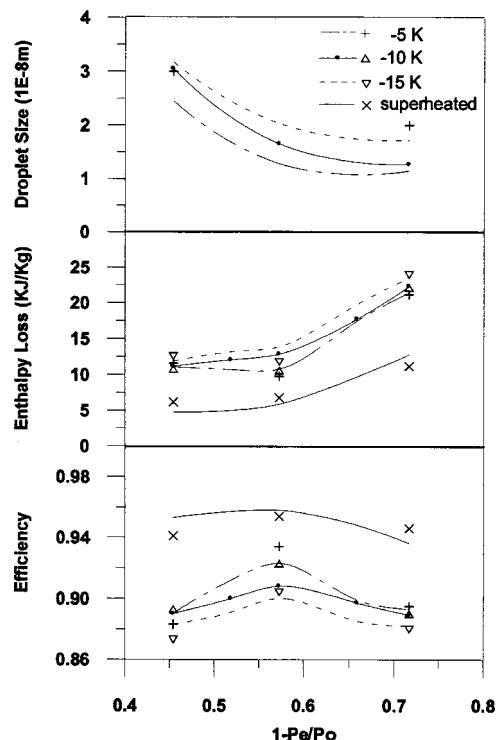 Droplet Size (1E-8m)
4
3
2
1
0
-5 K
-10 K
-15 K
superheated
Enthalpy Loss (KJ/Kg)
25
20
15
10
5
0
Efficiency
0.98
0.94
0.90
0.86
0.4
0.5
0.6
0.7
0.8
1-Pe/Po